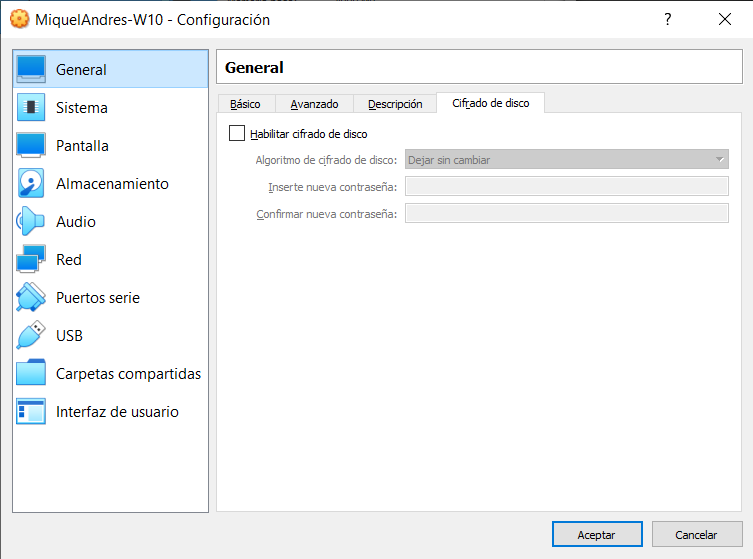 MiquelAndres-W10 - Configuración
General
Sistema
Pantalla
Almacenamiento
Audio
Red
Puertos serie
USB
Carpetas compartidas
Interfaz de usuario
General
Básico Avanzado Descripción Cifrado de disco
Habilitar cifrado de disco
Algoritmo de cifrado de disco: Dejar sin cambiar
Inserte nueva contraseña:
Confirmar nueva contraseña:
Aceptar Cancelar